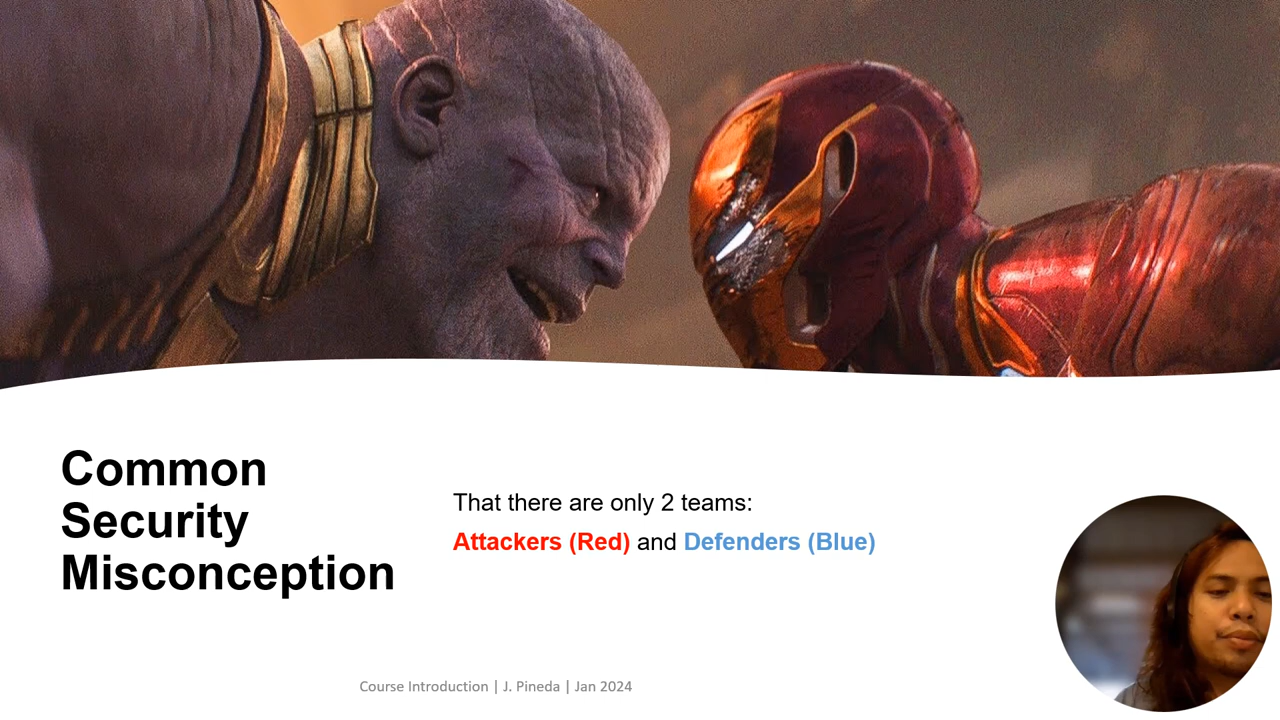 Common
Security
Misconception
That there are only 2 teams:
Attackers (Red) and Defenders (Blue)
Course Introduction | J. Pineda | Jan 2024